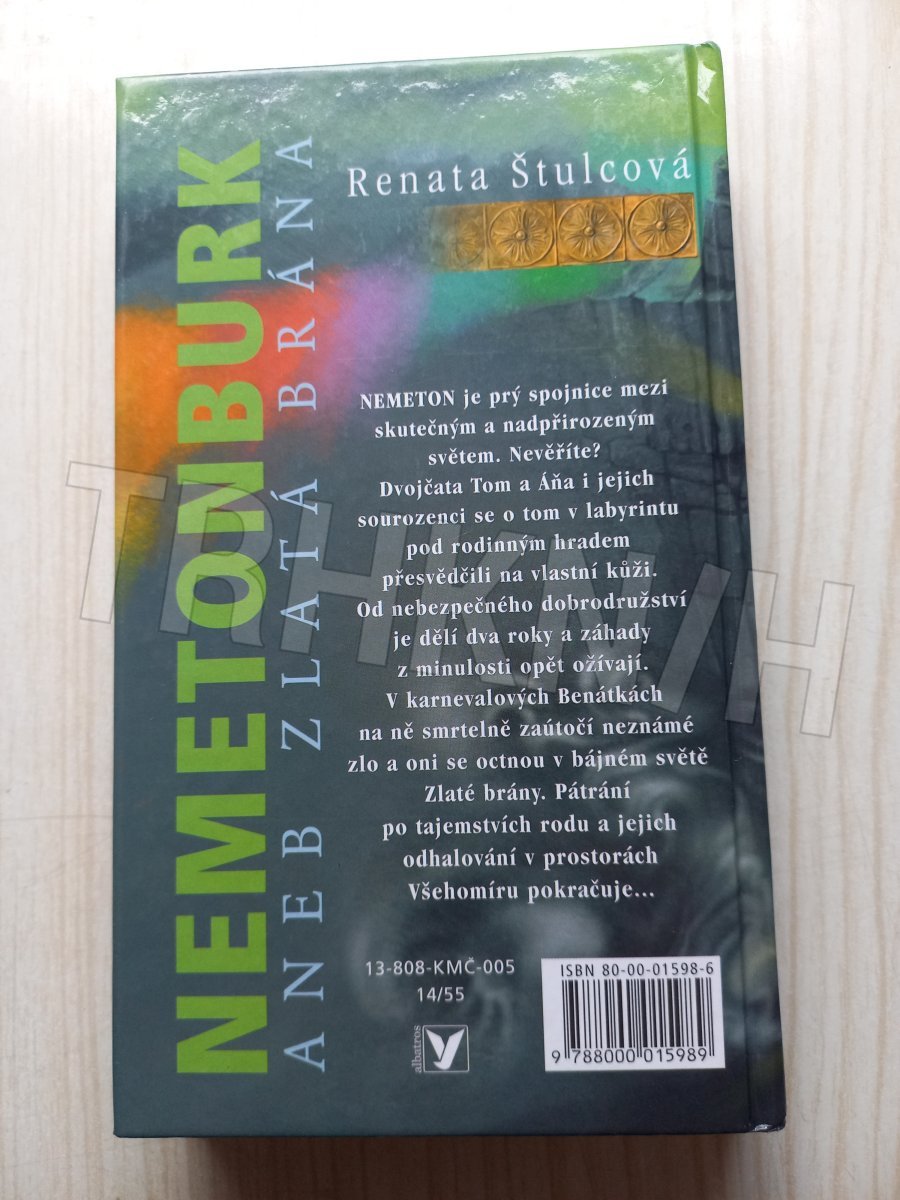 NEMETONBURK
ANEB ZLATÁ BRÁNA
Renata Štulcová
NEMETON je prý spojnice mezi
skutečným a nadpřirozeným
světem. Nevěříte?
Dvojčata Tom a Áňa i jejich
sourozenci se o tom v labyrintu
pod rodinným hradem
přesvědčili na vlastní kůži.
Od nebezpečného dobrodružství
je dělí dva roky a záhady
z minulosti opět ožívají.
V karnevalových Benátkách
na ně smrtelně zaútočí neznámé
zlo a oni se octnou v bájném světě
Zlaté brány. Pátrání
po tajemstvích rodu a jejich
odhalování v prostorách
Všehomíru pokračuje...
13-808-KMČ-005
14/55
albatros
ISBN 80-00-01598-6
9 788000 015989
TRHKNIH